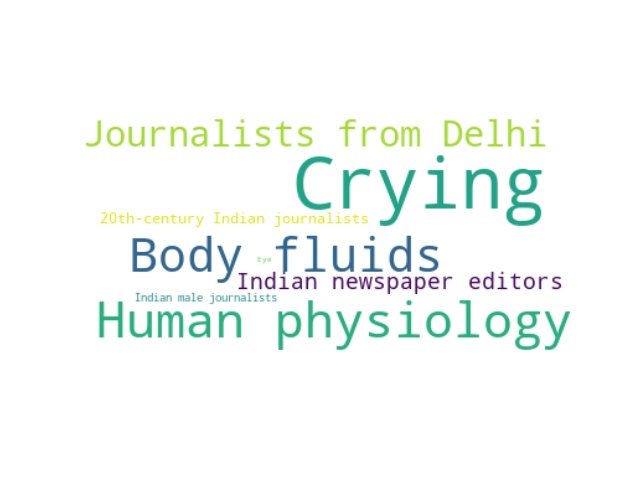 Journalists from Delhi
Crying
20th-century Indian journalists
Body fluids
Eye
Indian newspaper editors
Indian male journalists
Human physiology